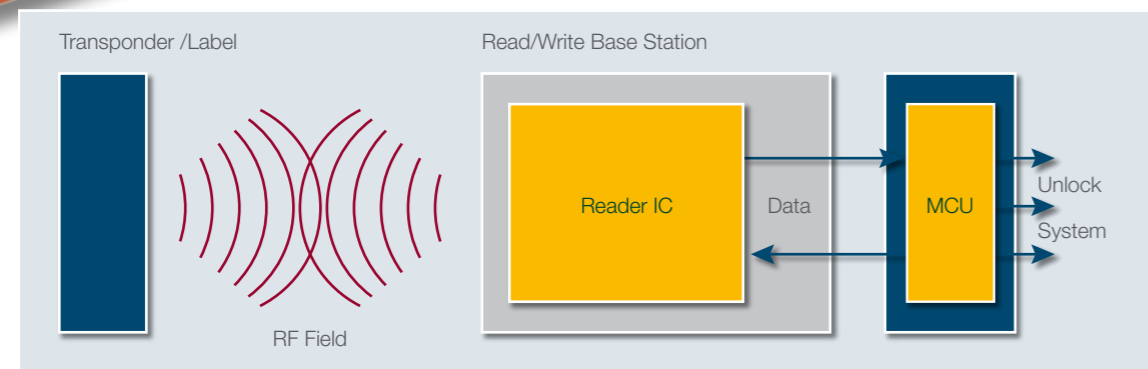 Transponder /Label
Read/Write Base Station
Reader IC
Data
MCU
Unlock
System
RF Field